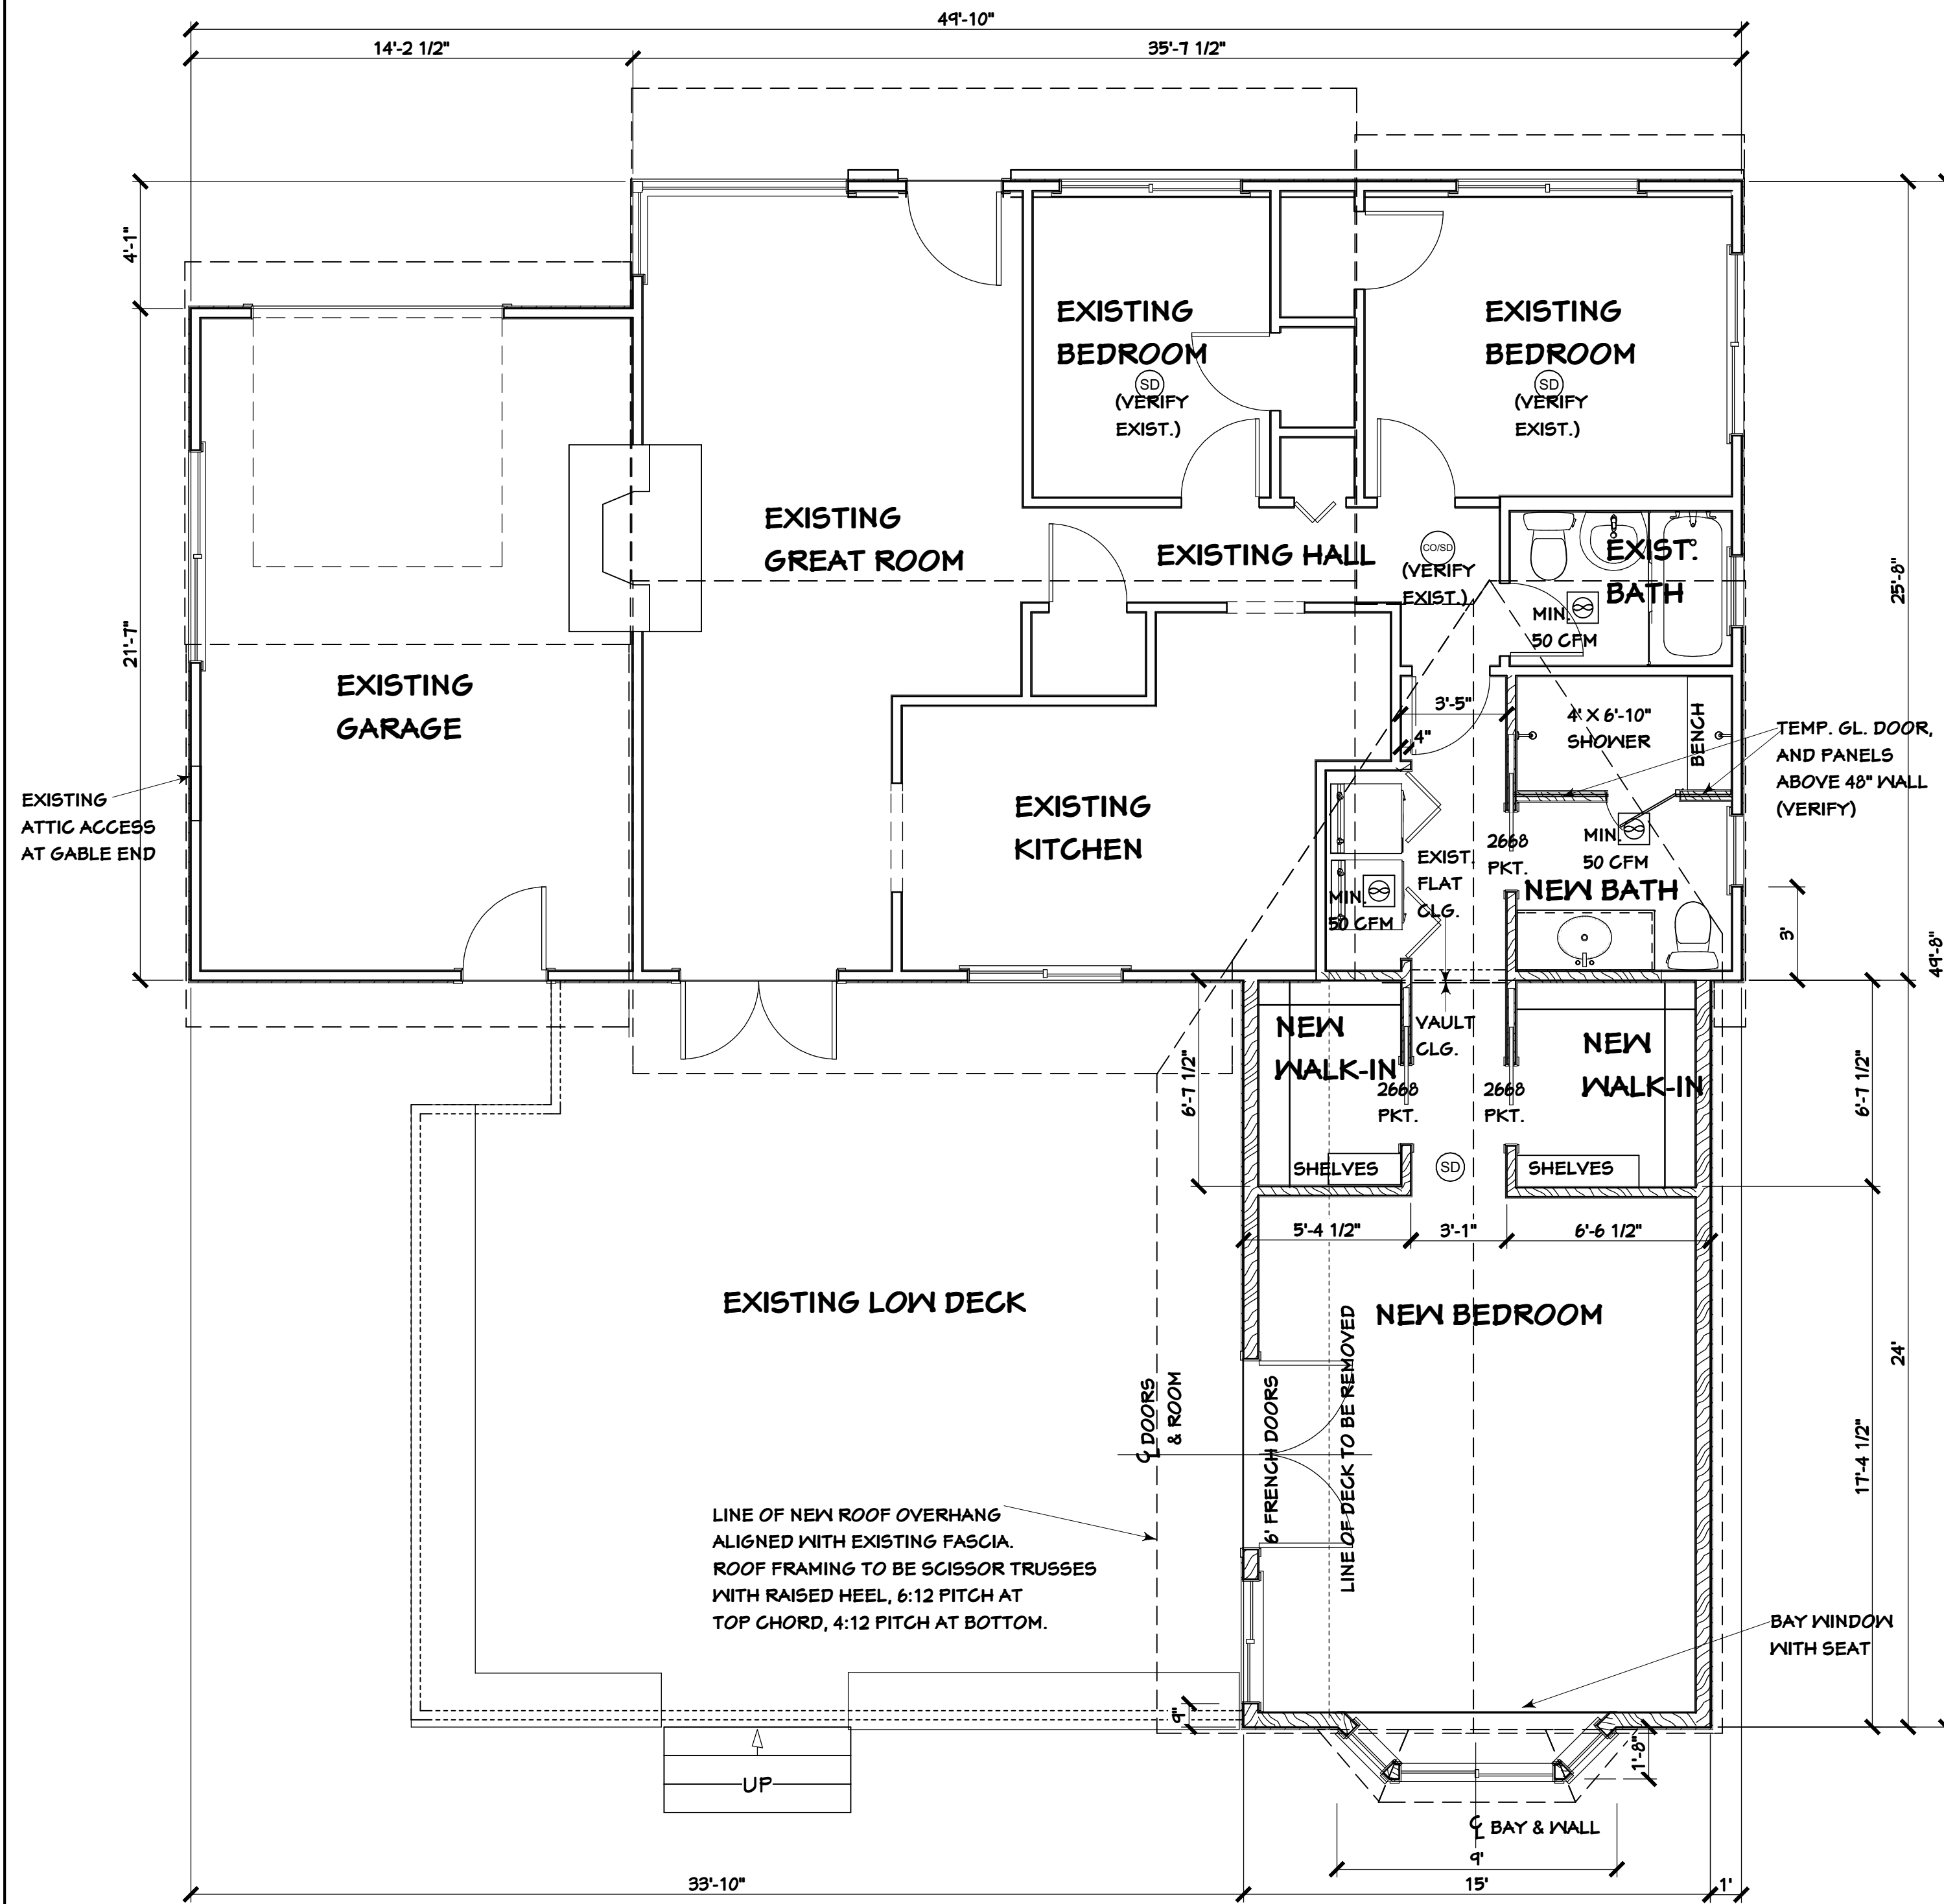 49'-10"
14'-2 1/2"
35'-7 1/2"
4'-1"
21'-7"
25'-8"
49'-8"
EXISTING
BEDROOM
SD
(VERIFY
EXIST.)
EXISTING
BEDROOM
SD
(VERIFY
EXIST.)
EXISTING
GREAT ROOM
EXISTING HALL
CO/SD
(VERIFY
EXIST.)
EXIST.
BATH
MIN.
50 CFM
EXISTING
GARAGE
EXISTING
ATTIC ACCESS
AT GABLE END
EXISTING
KITCHEN
3'-5"
4"
4' X 6'-10"
SHOWER
BENCH
TEMP. GL. DOOR,
AND PANELS
ABOVE 48" WALL
(VERIFY)
2668
PKT.
MIN.
50 CFM
NEW BATH
EXIST.
FLAT
CLG.
MIN.
50 CFM
3'
VAULT
CLG.
NEW
WALK-IN
2668
PKT.
SHELVES
NEW
WALK-IN
2668
PKT.
SHELVES
SD
6'-7 1/2"
6'-7 1/2"
5'-4 1/2"
3'-1"
6'-6 1/2"
EXISTING LOW DECK
NEW BEDROOM
24'
17'-4 1/2"
CL DOORS
& ROOM
6' FRENCH DOORS
LINE OF DECK TO BE REMOVED
LINE OF NEW ROOF OVERHANG
ALIGNED WITH EXISTING FASCIA.
ROOF FRAMING TO BE SCISSOR TRUSSES
WITH RAISED HEEL, 6:12 PITCH AT
TOP CHORD, 4:12 PITCH AT BOTTOM.
BAY WINDOW
WITH SEAT
9"
1'-8"
UP
CL BAY & WALL
9'
33'-10"
15'
1'